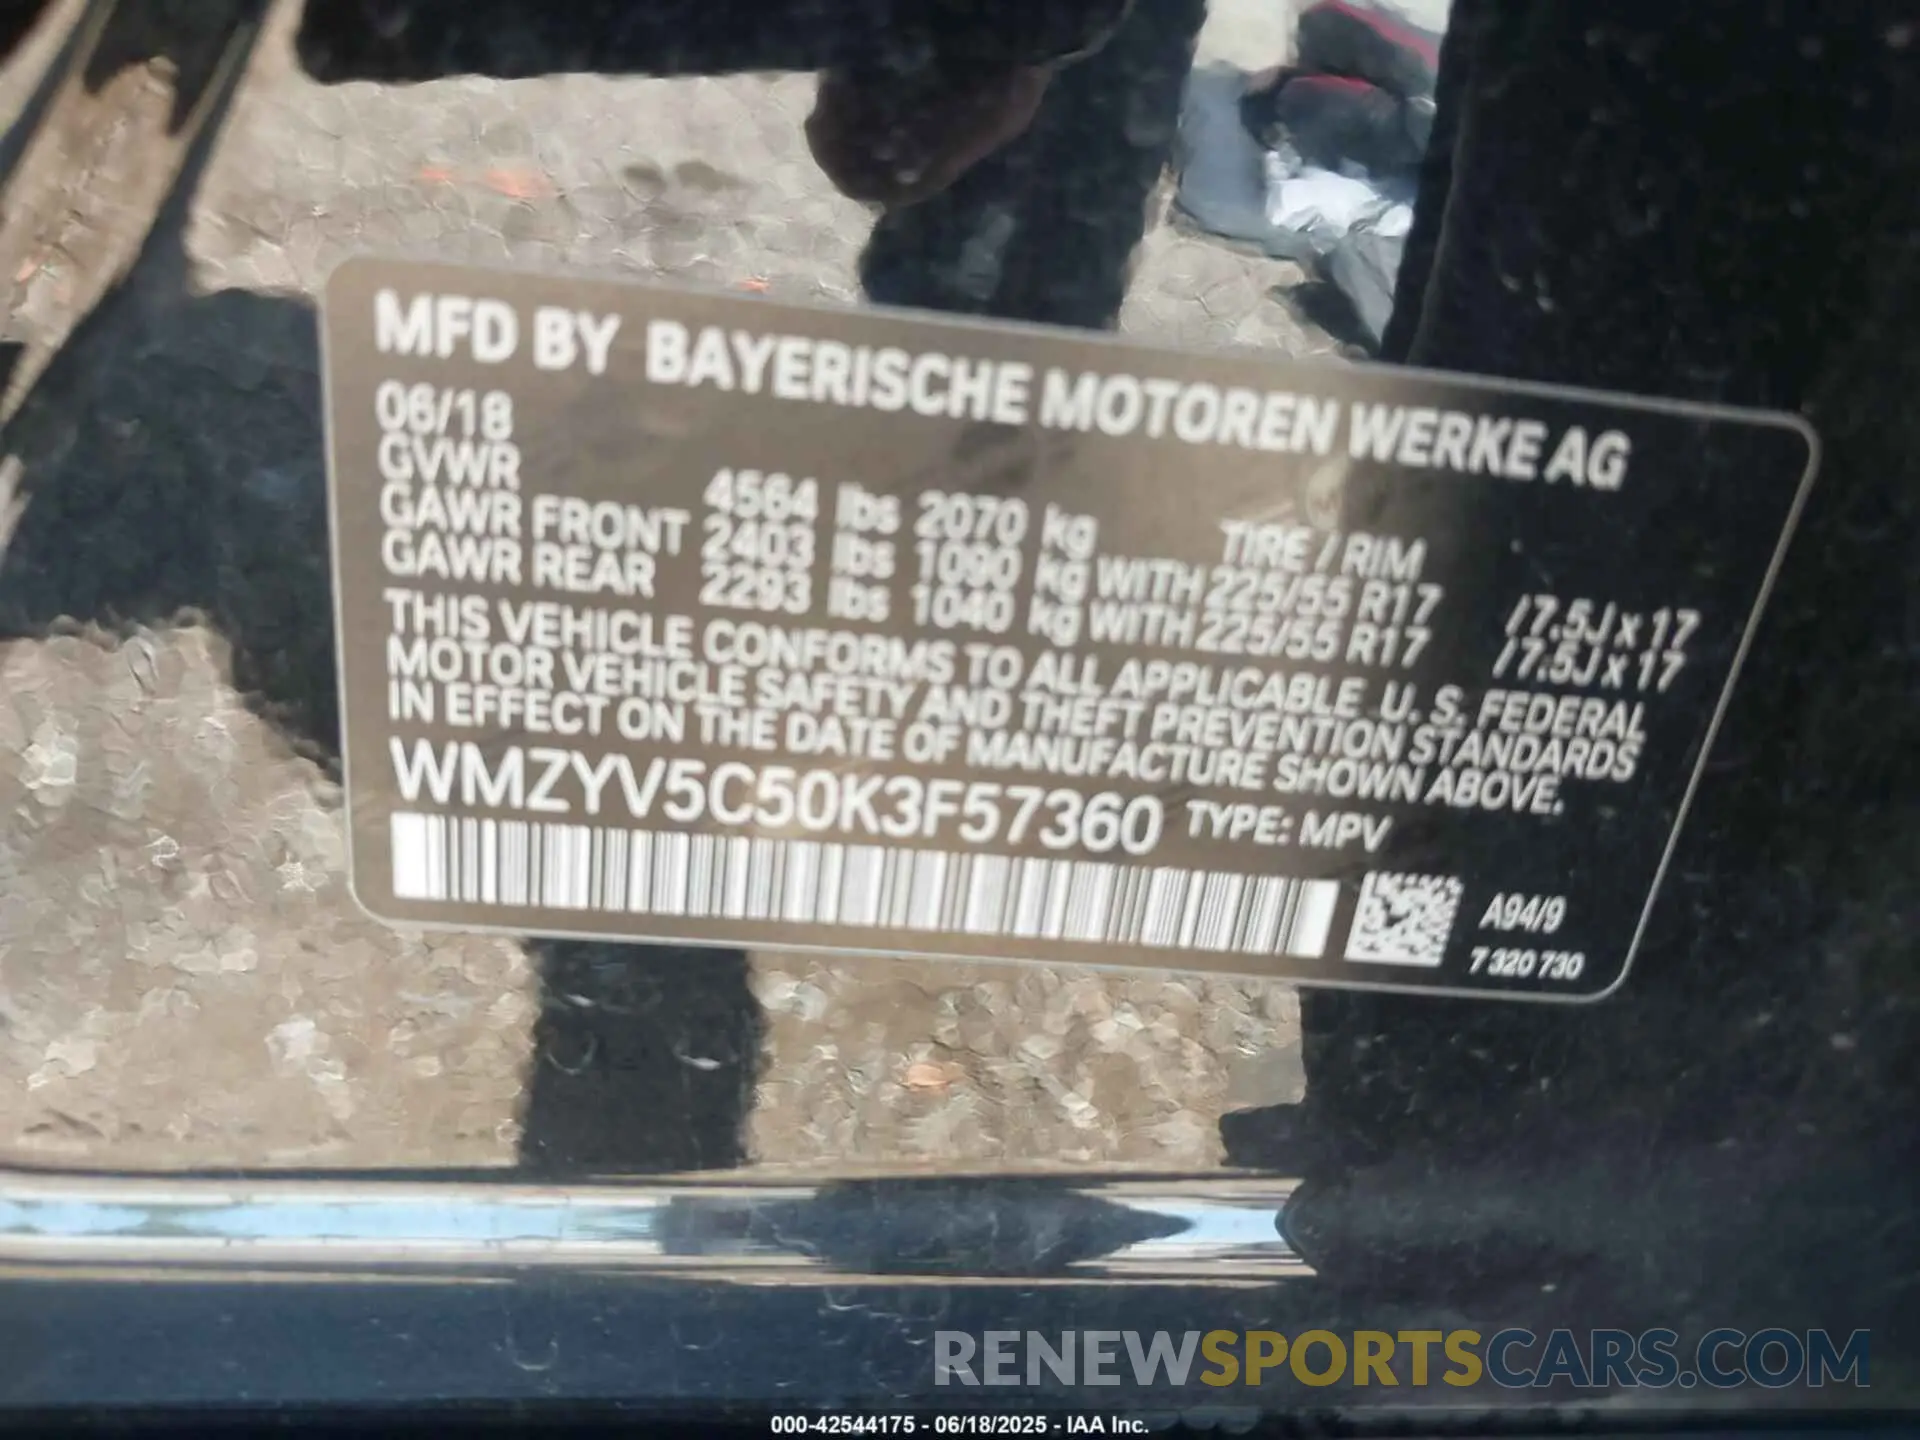 MFD BY BAYERISCHE MOTOREN WERKE AG
06/18
GVWR 4564 lbs 2070 kg TIRE / RIM
GAWR FRONT 2403 lbs 1090 kg WITH 225/55 R17 / 7.5J x 17
GAWR REAR 2293 lbs 1040 kg WITH 225/55 R17 / 7.5J x 17
THIS VEHICLE CONFORMS TO ALL APPLICABLE U. S. FEDERAL
MOTOR VEHICLE SAFETY AND THEFT PREVENTION STANDARDS
IN EFFECT ON THE DATE OF MANUFACTURE SHOWN ABOVE.
WMZYV5C50K3F57360 TYPE: MPV
A94/9
7 320 730
RENEWSPORTSCARS.COM
000-42544175 - 06/18/2025 - IAA Inc.